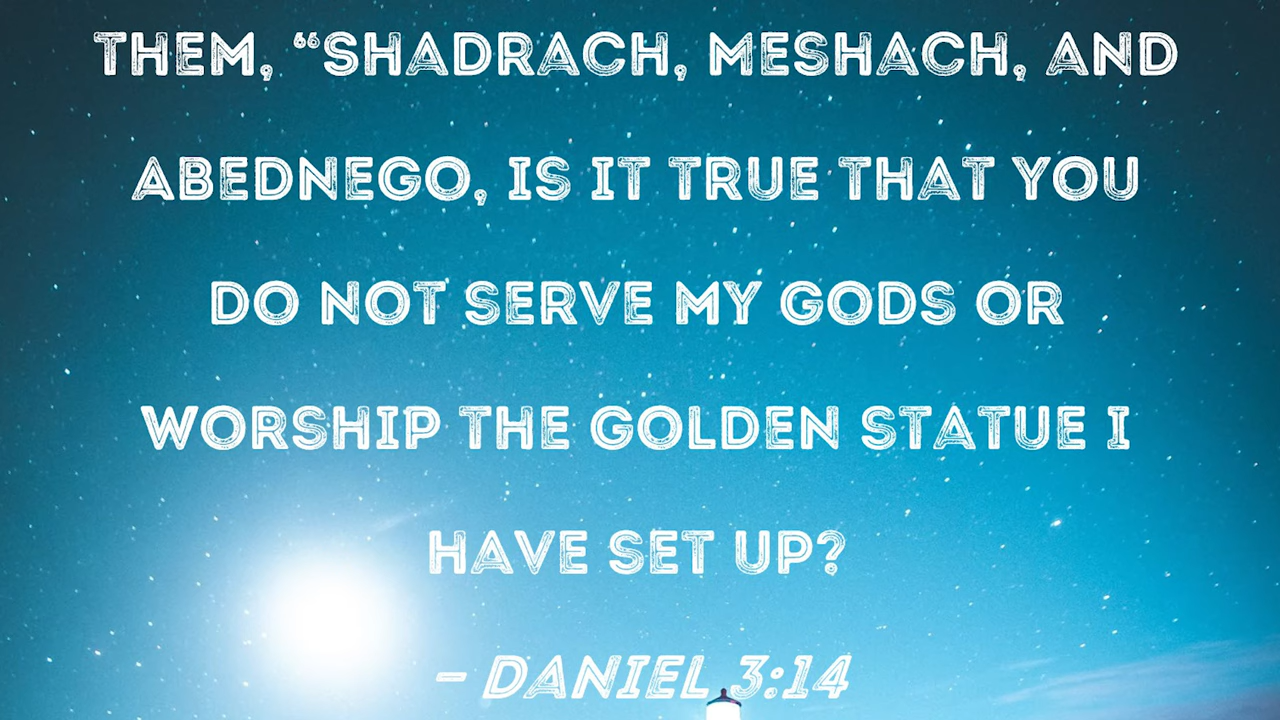 THEM, “SHADRACH, MESHACH, AND
ABEDNEGO, IS IT TRUE THAT YOU
DO NOT SERVE MY GODS OR
WORSHIP THE GOLDEN STATUE I
HAVE SET UP?
– DANIEL 3:14